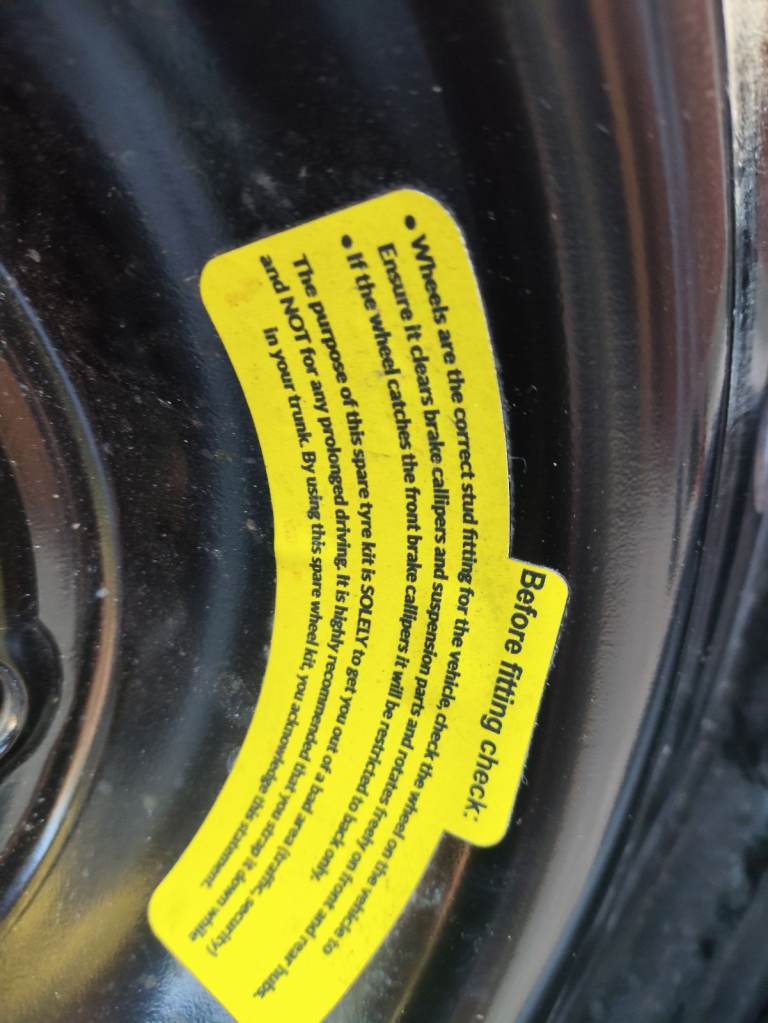 Before fitting check:
• Wheels are the correct stud fitting for the vehicle, check the wheel on the vehicle to
Ensure it clears brake callipers and suspension parts and rotates freely on front and rear hubs.
• If the wheel catches the front brake callipers it will be restricted to back only.
The purpose of this spare tyre kit is SOLELY to get you out of a bad area (traffic, security)
and NOT for any prolonged driving. It is highly recommended that you strap it down while
in your trunk. By using this spare wheel kit, you acknowledge this statement.